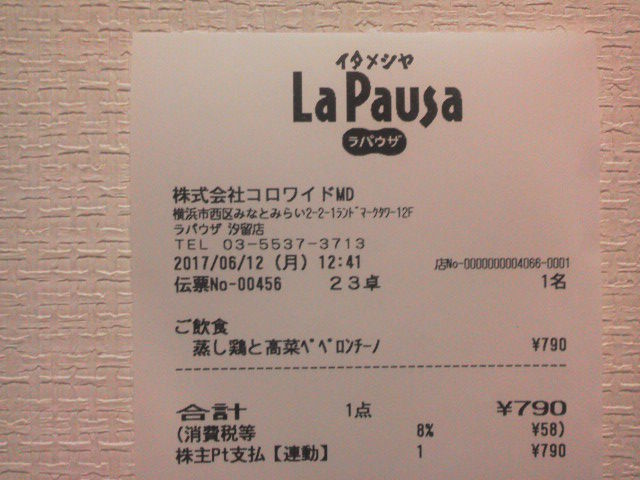 イタメシヤ
La Pausa
ラパウザ
株式会社コロワイドMD
横浜市西区みなとみらい2-2-1ﾗﾝﾄﾞﾏｰｸﾀﾜｰ12F
ラパウザ 汐留店
TEL 03-5537-3713
2017/06/12 (月) 12:41 店No-0000000004066-0001
伝票No-00456 23卓 1名
ご飲食
蒸し鶏と高菜ﾍﾟﾍﾟﾛﾝﾁｰﾉ ¥790
合計 1点 ¥790
(消費税等 8% ¥58)
株主Pt支払【連動】 1 ¥790